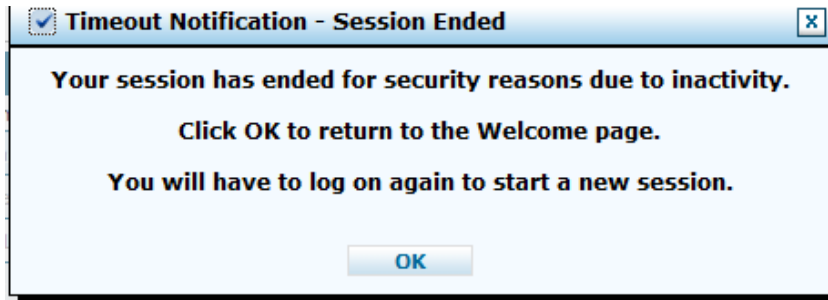 Timeout Notification - Session Ended
Your session has ended for security reasons due to inactivity.
Click OK to return to the Welcome page.
You will have to log on again to start a new session.
OK